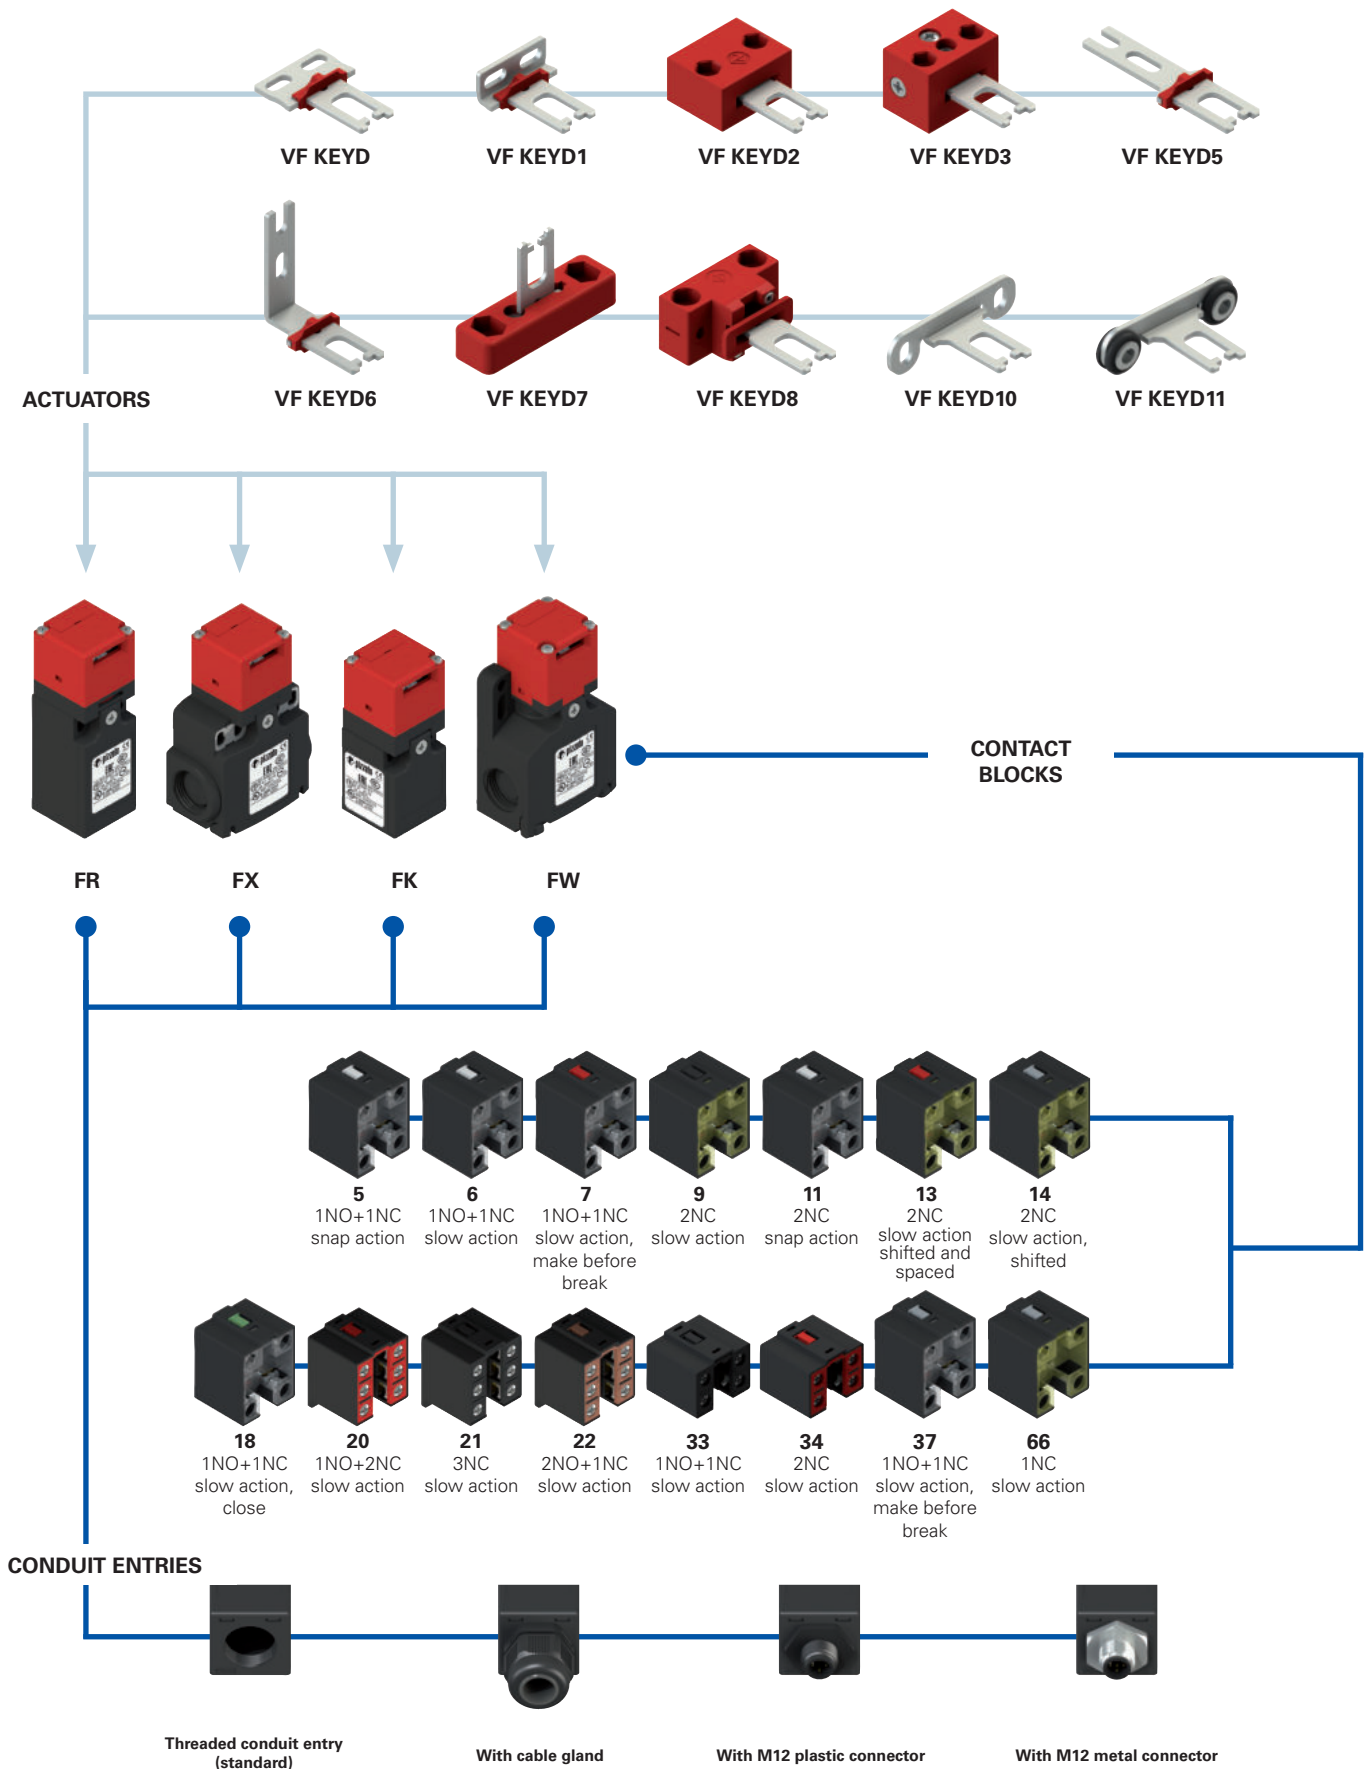 VF KEYD
VF KEYD1
VF KEYD2
VF KEYD3
VF KEYD5
VF KEYD6
VF KEYD7
VF KEYD8
VF KEYD10
VF KEYD11
ACTUATORS
CONTACT
BLOCKS
FR
FX
FK
FW
5
1NO+1NC
snap action
6
1NO+1NC
slow action
7
1NO+1NC
slow action,
make before
break
9
2NC
slow action
11
2NC
snap action
13
2NC
slow action
shifted and
spaced
14
2NC
slow action,
shifted
18
1NO+1NC
slow action,
close
20
1NO+2NC
slow action
21
3NC
slow action
22
2NO+1NC
slow action
33
1NO+1NC
slow action
34
2NC
slow action
37
1NO+1NC
slow action,
make before
break
66
1NC
slow action
CONDUIT ENTRIES
Threaded conduit entry
(standard)
With cable gland
With M12 plastic connector
With M12 metal connector